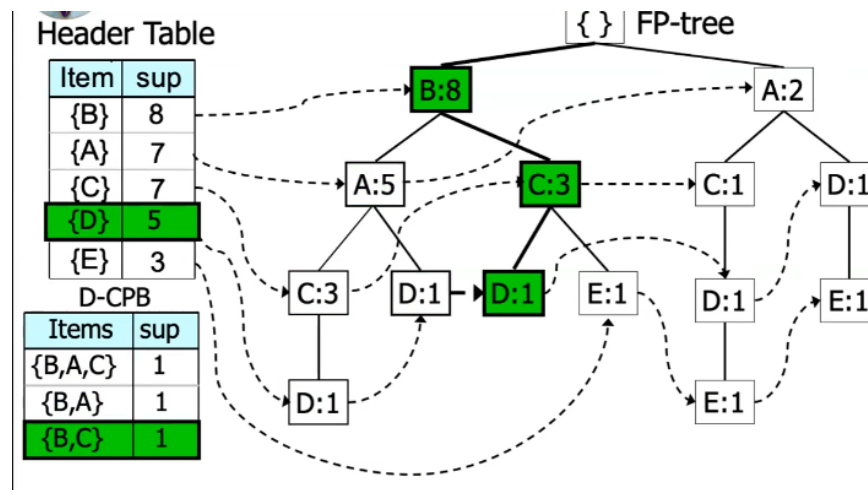 Header Table
{ } FP-tree
Item sup
{B} 8
{A} 7
{C} 7
{D} 5
{E} 3
B:8 A:2
A:5 C:3 C:1 D:1
C:3 D:1 D:1 E:1 D:1 E:1
D:1 E:1
D-CPB
Items sup
{B,A,C} 1
{B,A} 1
{B,C} 1